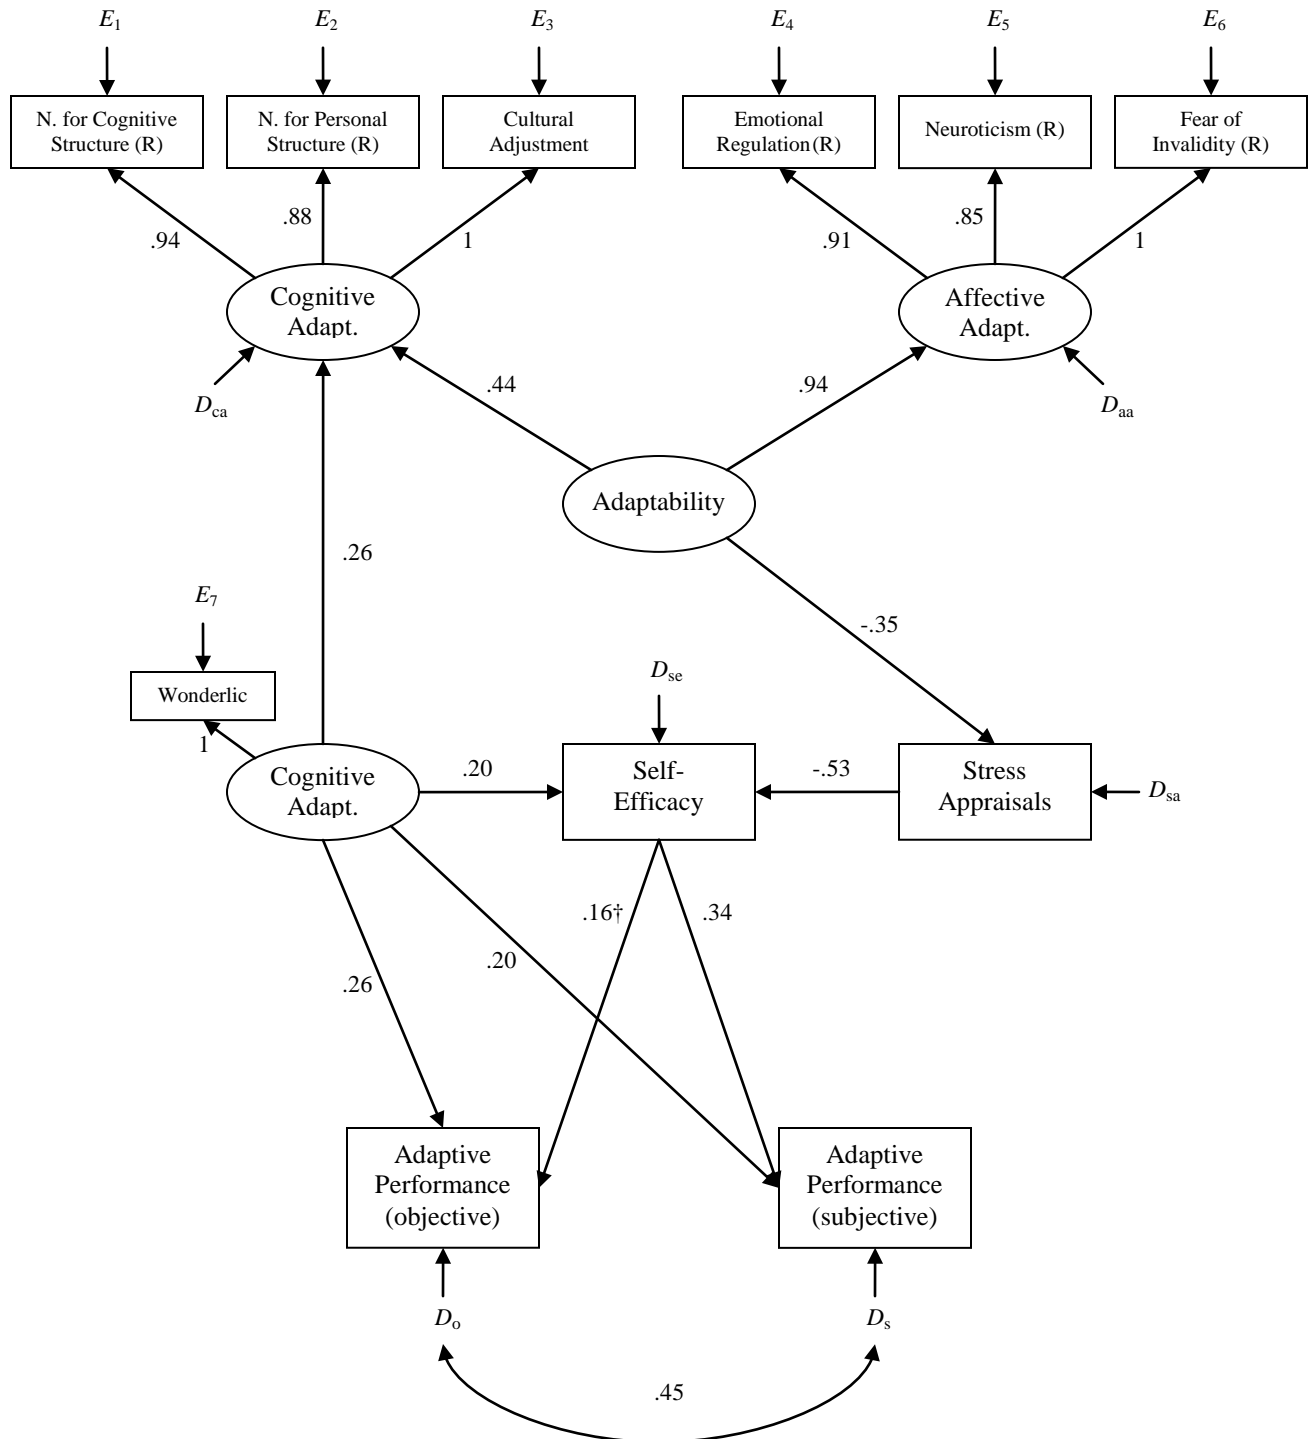 E1
E2
E3
E4
E5
E6
N. for Cognitive
Structure (R)
N. for Personal
Structure (R)
Cultural
Adjustment
Emotional
Regulation (R)
Neuroticism (R)
Fear of
Invalidity (R)
.94
.88
1
.91
.85
1
Cognitive
Adapt.
Affective
Adapt.
Dca
.44
.94
Daa
Adaptability
.26
E7
-.35
Wonderlic
Dse
1
Cognitive
Adapt.
.20
Self-
Efficacy
-.53
Stress
Appraisals
Dsa
.16†
.34
.26
.20
Adaptive
Performance
(objective)
Adaptive
Performance
(subjective)
Do
Ds
.45